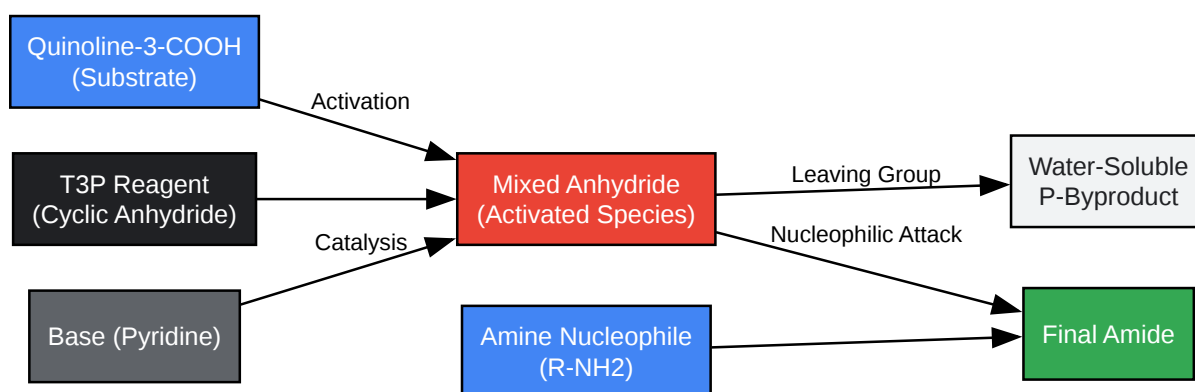 Quinoline-3-COOH
(Substrate)
Activation
T3P Reagent
(Cyclic Anhydride)
Catalysis
Base (Pyridine)
Mixed Anhydride
(Activated Species)
Leaving Group
Nucleophilic Attack
Amine Nucleophile
(R-NH2)
Water-Soluble
P-Byproduct
Final Amide